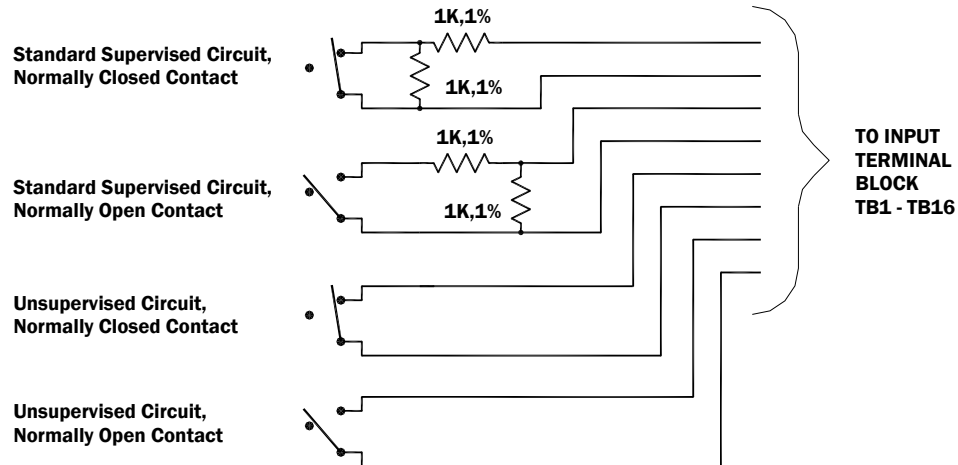 1K,1%
Standard Supervised Circuit,
Normally Closed Contact
1K,1%
1K,1%
Standard Supervised Circuit,
Normally Open Contact
1K,1%
TO INPUT
TERMINAL
BLOCK
TB1 - TB16
Unsupervised Circuit,
Normally Closed Contact
Unsupervised Circuit,
Normally Open Contact